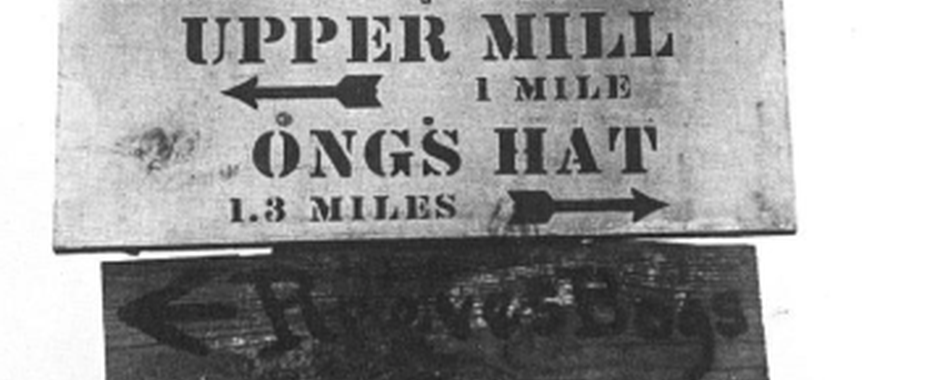 UPPER MILL
1 MILE
ONGS HAT
1.3 MILES